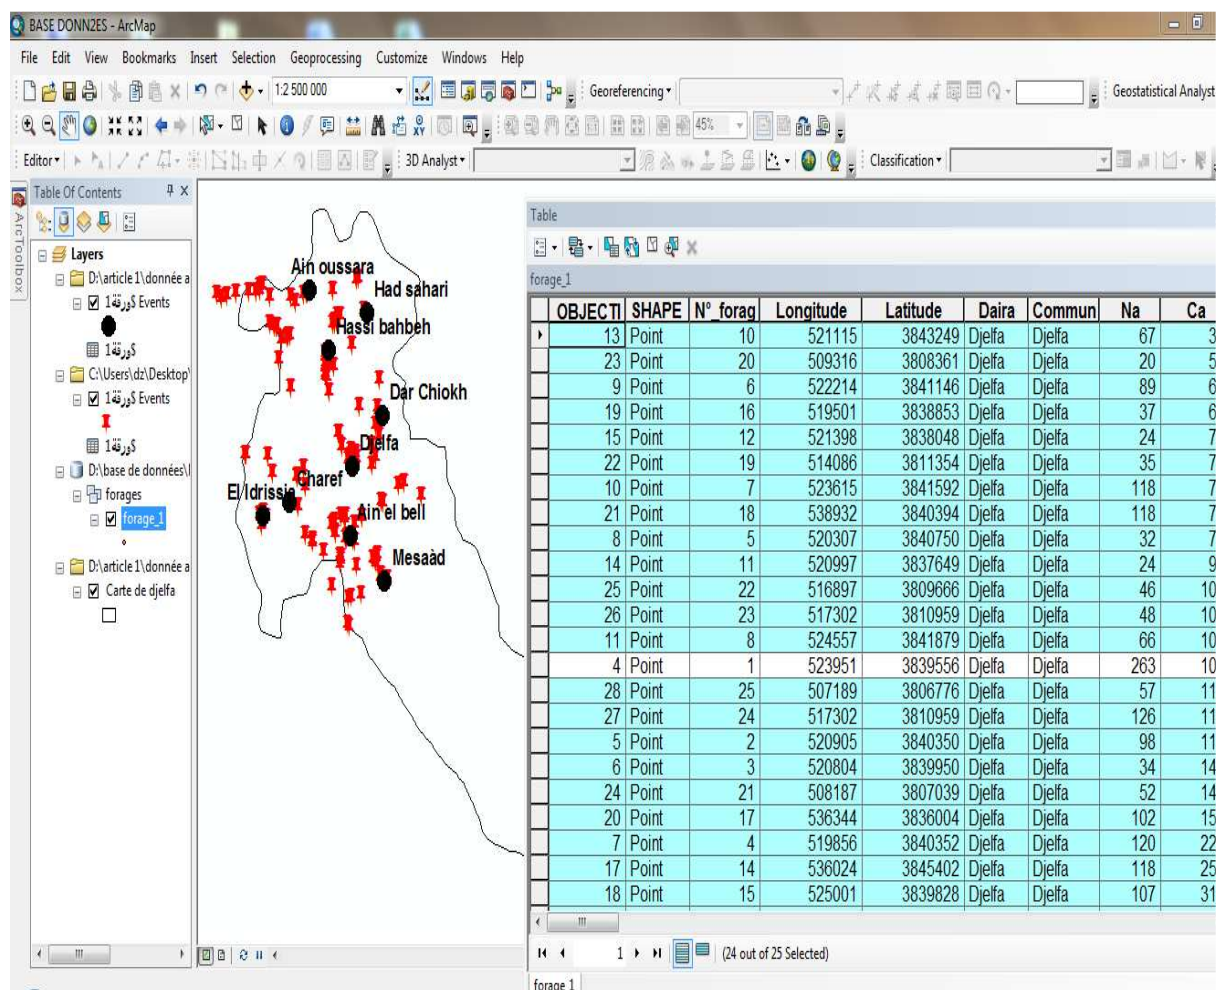 BASE DONN2ES - ArcMap
File Edit View Bookmarks Insert Selection Geoprocessing Customize Windows Help
1:2 500 000 Georeferencing Geostatistical Analyst
45%
Editor 3D Analyst Classification
ArcToolbox
Table Of Contents
Layers
D:\article 1\donnée a
ورقة1$ Events
ورقة1$
C:\Users\dz\Desktop\
ورقة1$ Events
ورقة1$
D:\base de données\
forages
forage_1
D:\article 1\donnée a
Carte de djelfa
Ain oussara
Had sahari
Hassi bahbeh
Dar Chiokh
Djelfa
Charef
El Idrissia
Ain el bell
Mesaàd
Table
forage_1
OBJECTI SHAPE N°_forag Longitude Latitude Daira Commun Na Ca
13 Point 10 521115 3843249 Djelfa Djelfa 67 3
23 Point 20 509316 3808361 Djelfa Djelfa 20 5
9 Point 6 522214 3841146 Djelfa Djelfa 89 6
19 Point 16 519501 3838853 Djelfa Djelfa 37 6
15 Point 12 521398 3838048 Djelfa Djelfa 24 7
22 Point 19 514086 3811354 Djelfa Djelfa 35 7
10 Point 7 523615 3841592 Djelfa Djelfa 118 7
21 Point 18 538932 3840394 Djelfa Djelfa 118 7
8 Point 5 520307 3840750 Djelfa Djelfa 32 7
14 Point 11 520997 3837649 Djelfa Djelfa 24 9
25 Point 22 516897 3809666 Djelfa Djelfa 46 10
26 Point 23 517302 3810959 Djelfa Djelfa 48 10
11 Point 8 524557 3841879 Djelfa Djelfa 66 10
4 Point 1 523951 3839556 Djelfa Djelfa 263 10
28 Point 25 507189 3806776 Djelfa Djelfa 57 11
27 Point 24 517302 3810959 Djelfa Djelfa 126 11
5 Point 2 520905 3840350 Djelfa Djelfa 98 11
6 Point 3 520804 3839950 Djelfa Djelfa 34 14
24 Point 21 508187 3807039 Djelfa Djelfa 52 14
20 Point 17 536344 3836004 Djelfa Djelfa 102 15
7 Point 4 519856 3840352 Djelfa Djelfa 120 22
17 Point 14 536024 3845402 Djelfa Djelfa 118 25
18 Point 15 525001 3839828 Djelfa Djelfa 107 31
1 (24 out of 25 Selected)
forage 1